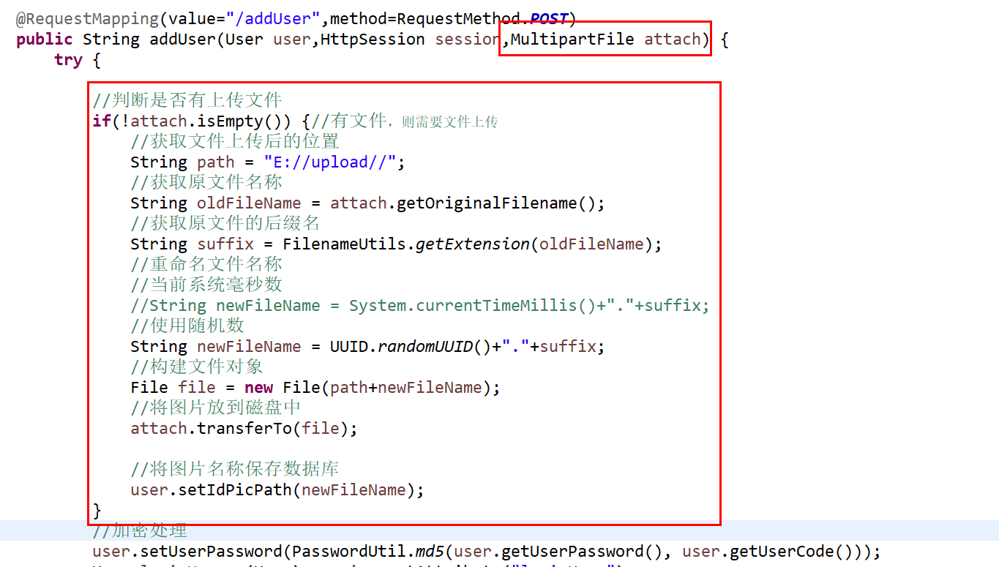 @RequestMapping(value="/addUser",method=RequestMethod.POST)
public String addUser(User user,HttpSession session,MultipartFile attach) {
try {
//判断是否有上传文件
if(!attach.isEmpty()) {//有文件，则需要文件上传
//获取文件上传后的位置
String path = "E://upload//";
//获取原文件名称
String oldFileName = attach.getOriginalFilename();
//获取原文件的后缀名
String suffix = FilenameUtils.getExtension(oldFileName);
//重命名文件名称
//当前系统毫秒数
//String newFileName = System.currentTimeMillis()+"."+suffix;
//使用随机数
String newFileName = UUID.randomUUID()+"."+suffix;
//构建文件对象
File file = new File(path+newFileName);
//将图片放到磁盘中
attach.transferTo(file);
//将图片名称保存数据库
user.setIdPicPath(newFileName);
}
//加密处理
user.setUserPassword(PasswordUtil.md5(user.getUserPassword(), user.getUserCode()));